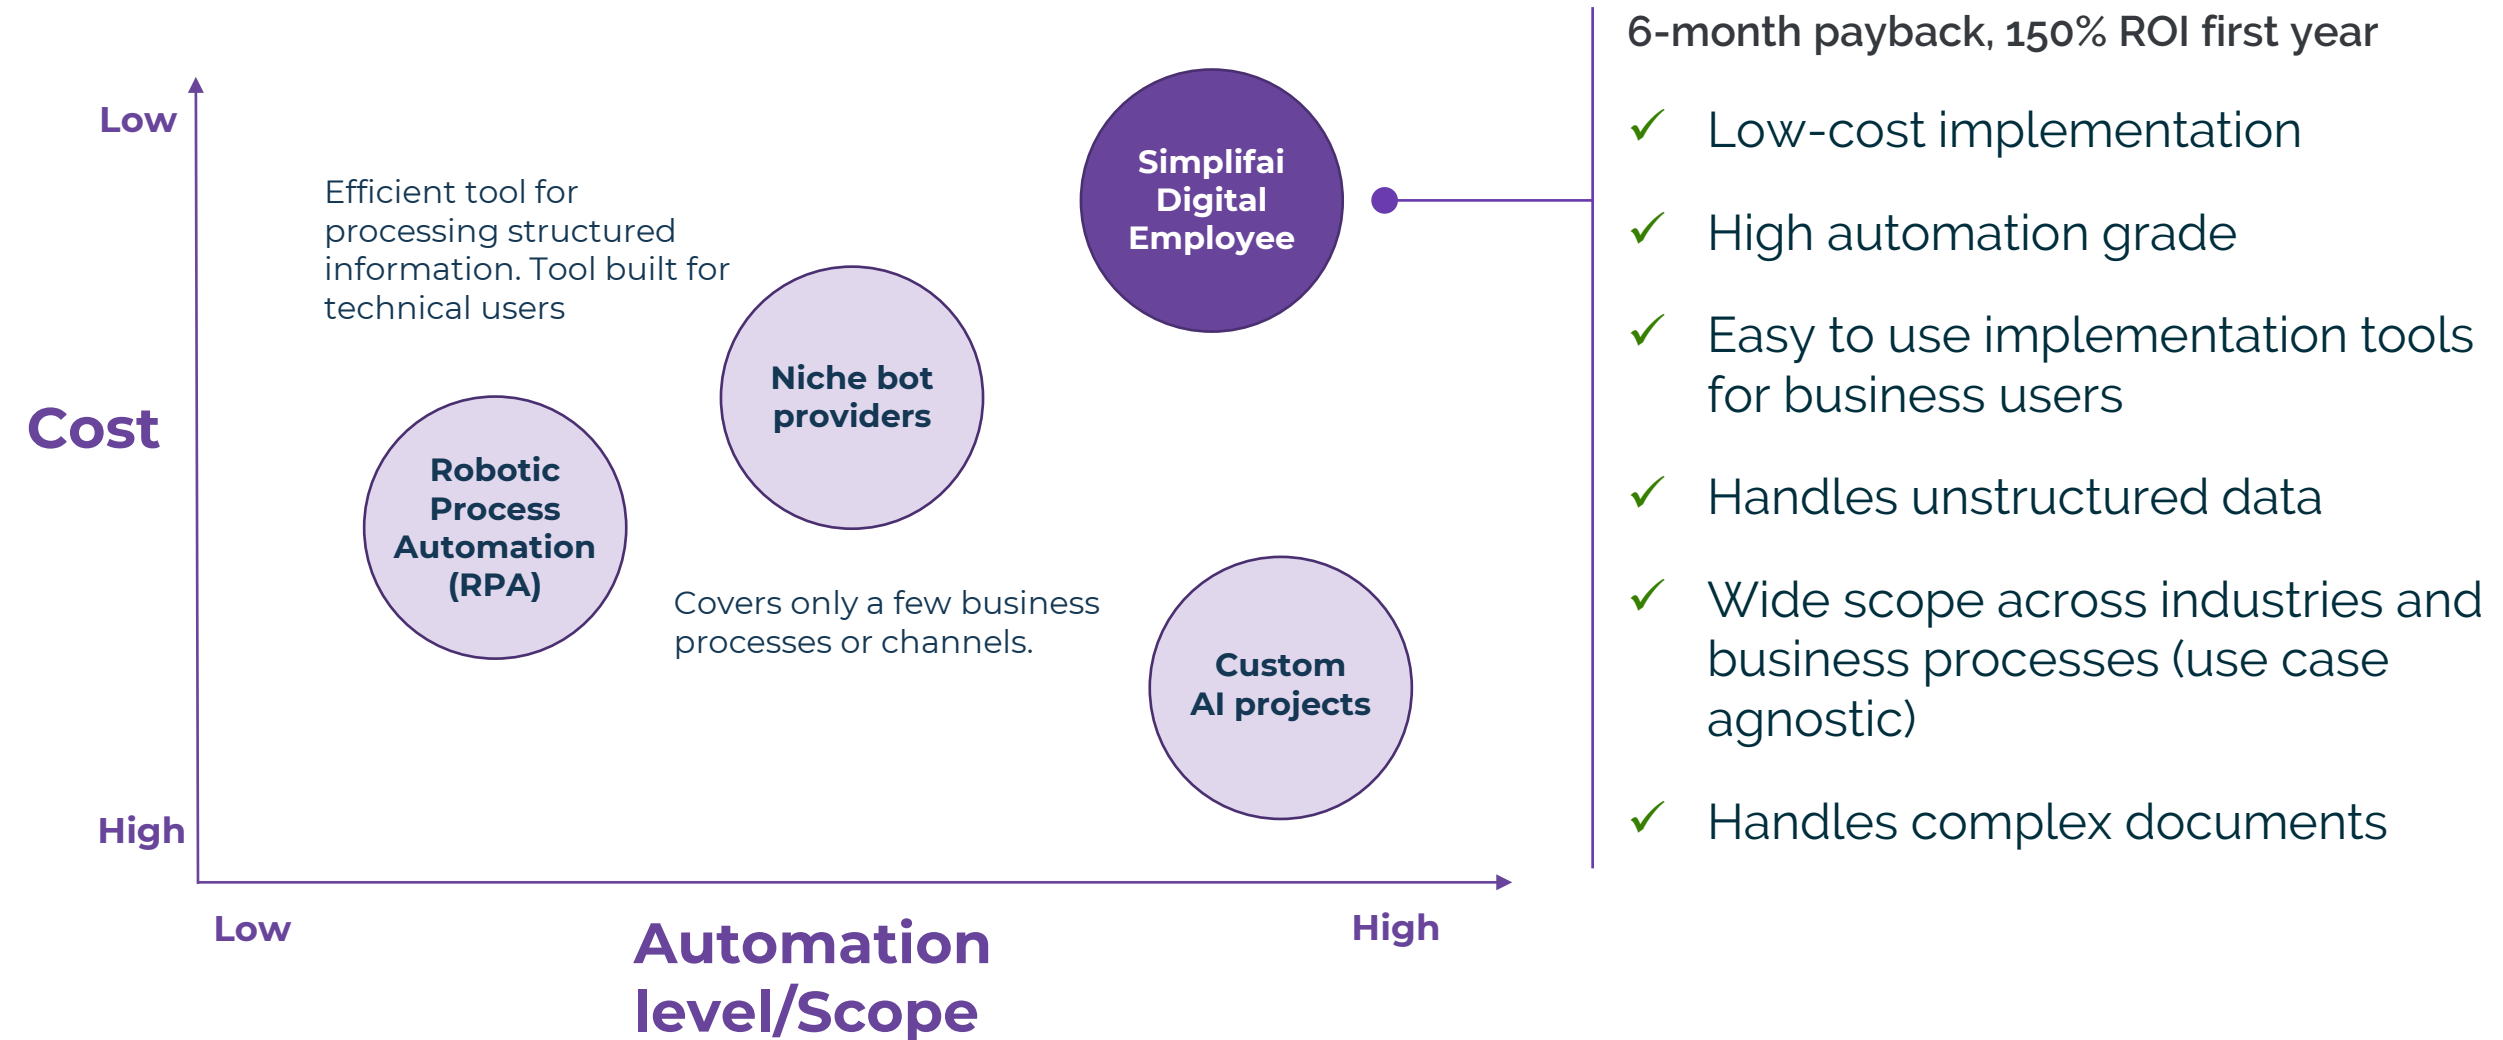 6-month payback, 150% ROI first year
Low
Cost
High
Efficient tool for
processing structured
information. Tool built for
technical users
Robotic
Process
Automation
(RPA)
Niche bot
providers
Covers only a few business
processes or channels.
Simplifai
Digital
Employee
Custom
AI projects
Low
High
Automation
level/Scope
Low-cost implementation
High automation grade
Easy to use implementation tools
for business users
Handles unstructured data
Wide scope across industries and
business processes (use case
agnostic)
Handles complex documents